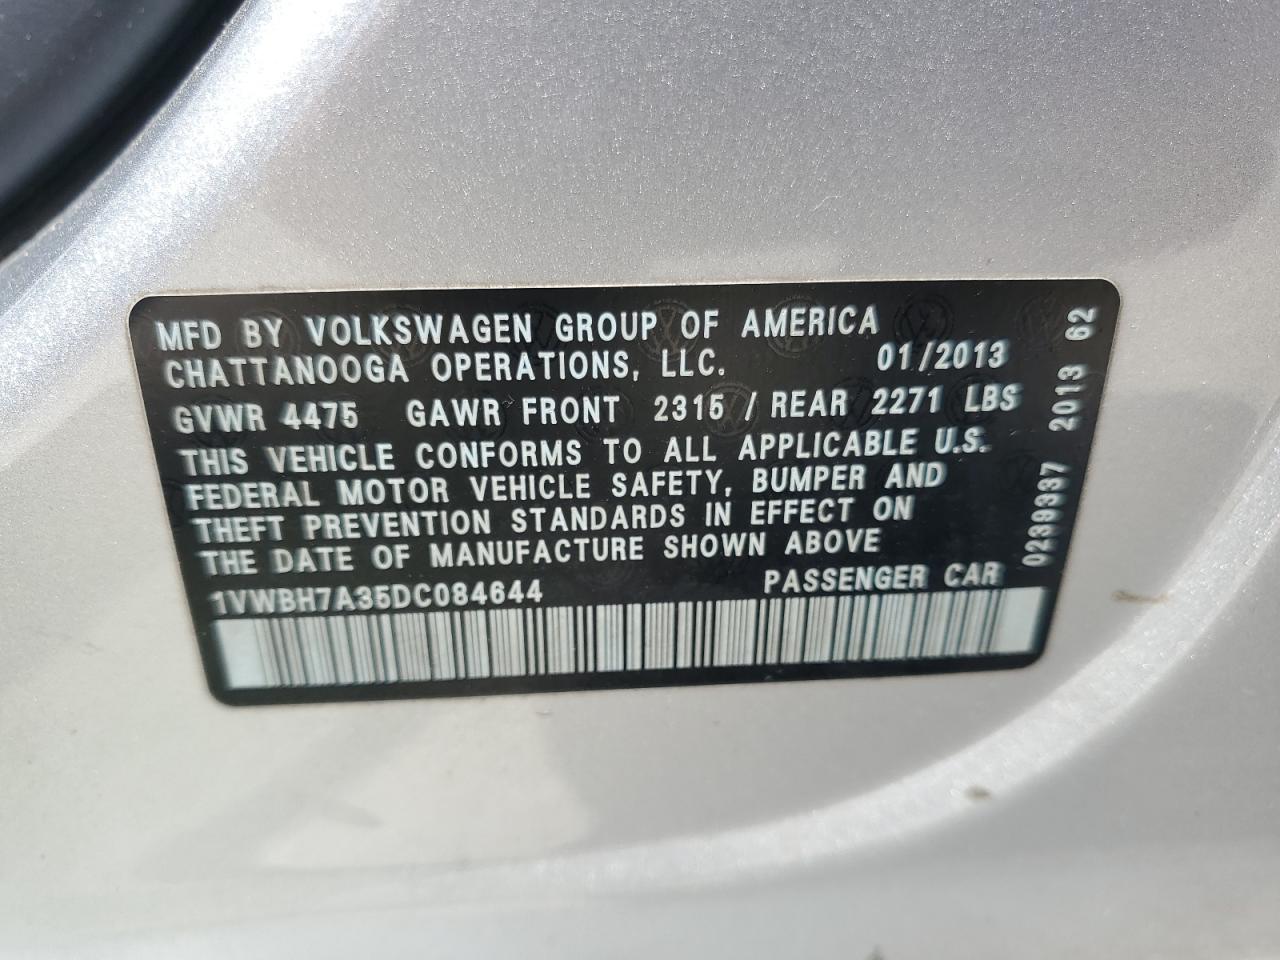 MFD BY VOLKSWAGEN GROUP OF AMERICA
CHATTANOOGA OPERATIONS, LLC. 01/2013
GVWR 4475 GAWR FRONT 2315 / REAR 2271 LBS
THIS VEHICLE CONFORMS TO ALL APPLICABLE U.S.
FEDERAL MOTOR VEHICLE SAFETY, BUMPER AND
THEFT PREVENTION STANDARDS IN EFFECT ON
THE DATE OF MANUFACTURE SHOWN ABOVE
1VWBH7A35DC084644 PASSENGER CAR
0239337 2013 62